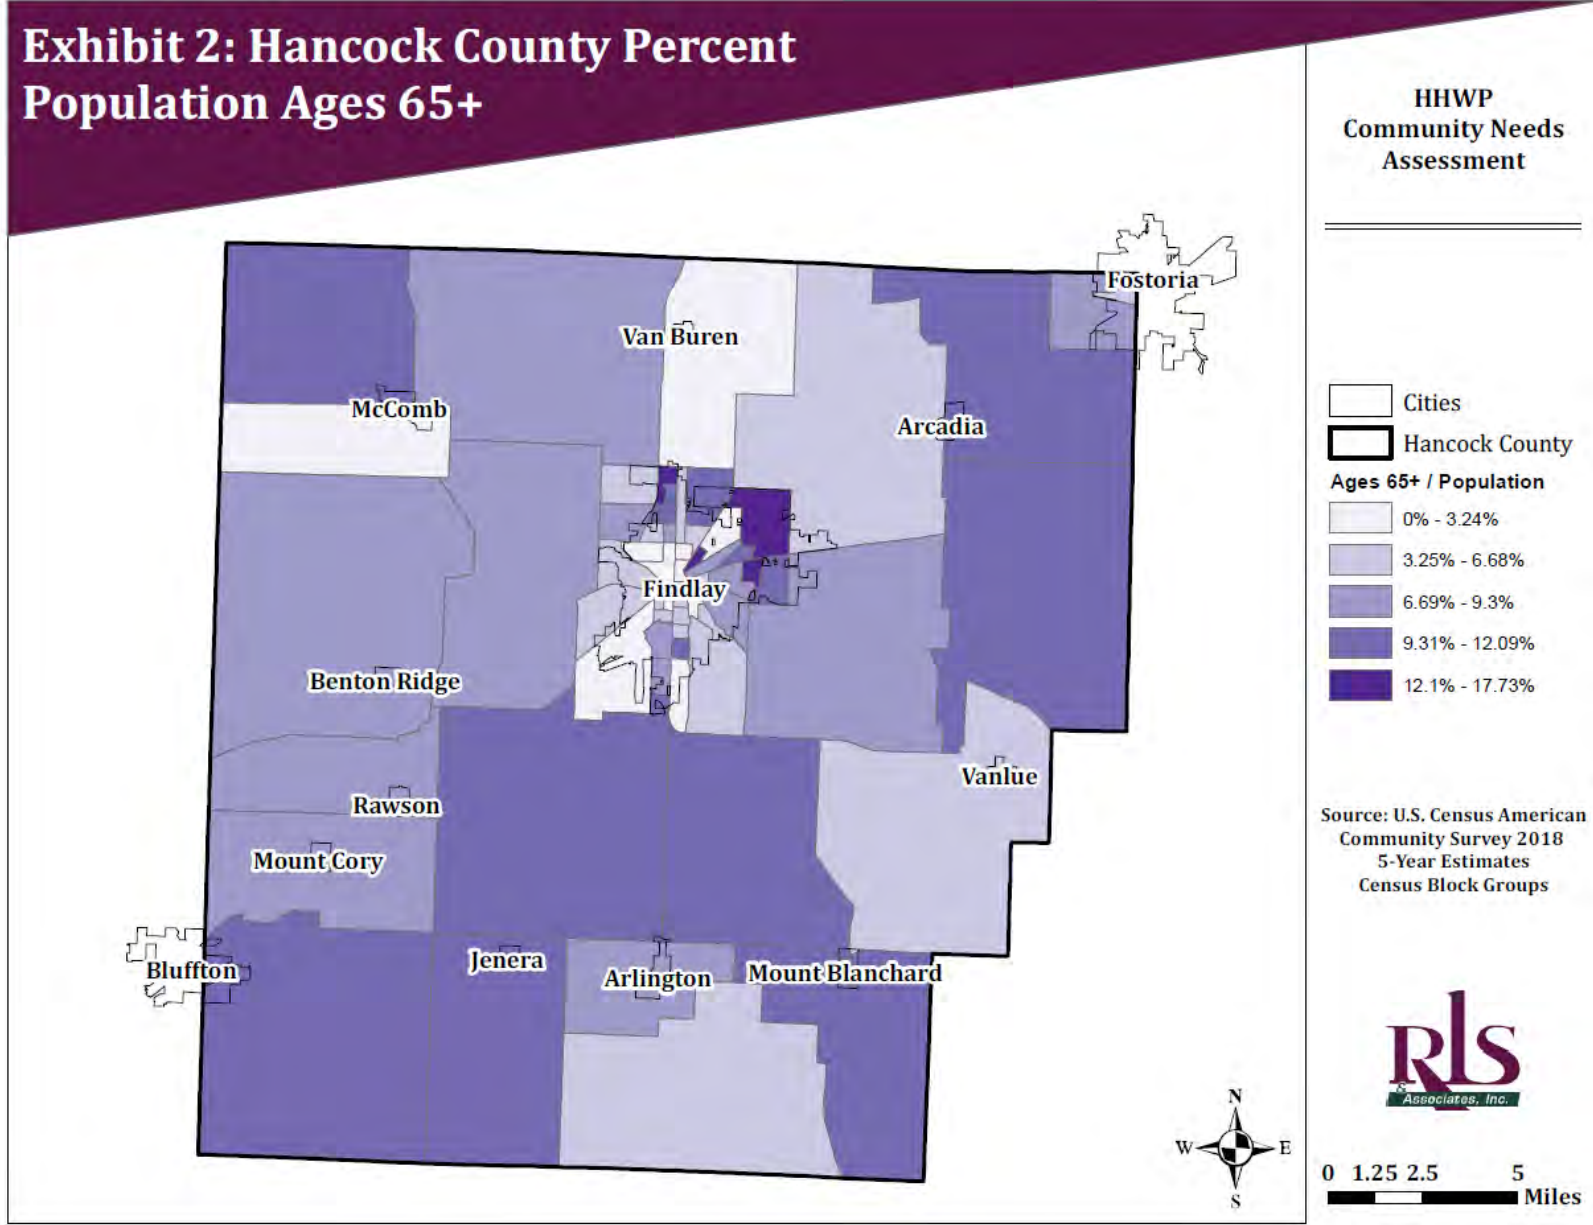 Exhibit 2: Hancock County Percent
Population Ages 65+
HHWP
Community Needs
Assessment
Fostoria
Van Buren
McComb
Arcadia
Findlay
Benton Ridge
Vanlue
Rawson
Mount Cory
Bluffton
Jenera
Arlington
Mount Blanchard
Cities
Hancock County
Ages 65+ / Population
0% - 3.24%
3.25% - 6.68%
6.69% - 9.3%
9.31% - 12.09%
12.1% - 17.73%
Source: U.S. Census American
Community Survey 2018
5-Year Estimates
Census Block Groups
RLS
& Associates, Inc.
N
W E
S
0 1.25 2.5 5
Miles